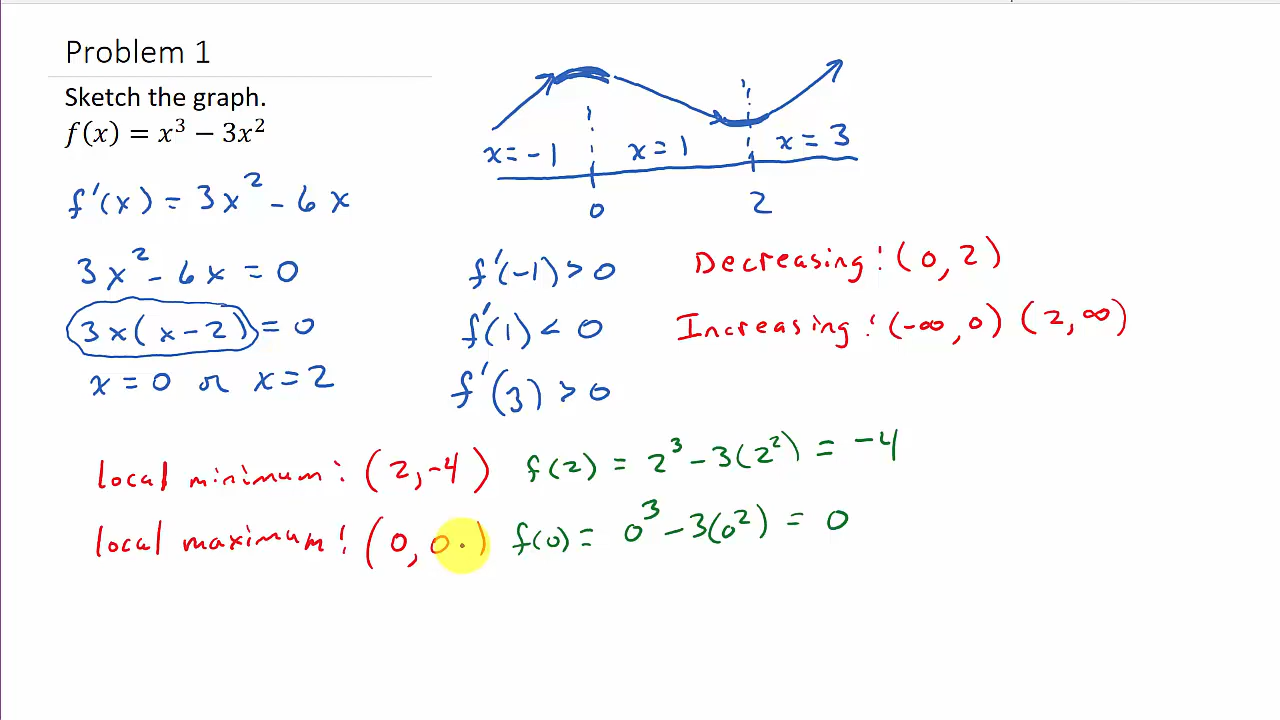 Problem 1
Sketch the graph.
f(x) = x³ − 3x²
x = -1 x = 1 x = 3
0 2
f'(x) = 3x² - 6x
3x² - 6x = 0
3x(x-2) = 0
x = 0 or x = 2
f'(-1) > 0
f'(1) < 0
f'(3) > 0
Decreasing: (0, 2)
Increasing: (-∞, 0) (2, ∞)
local minimum: (2, -4) f(2) = 2³ - 3(2²) = -4
local maximum: (0, 0) f(0) = 0³ - 3(0²) = 0